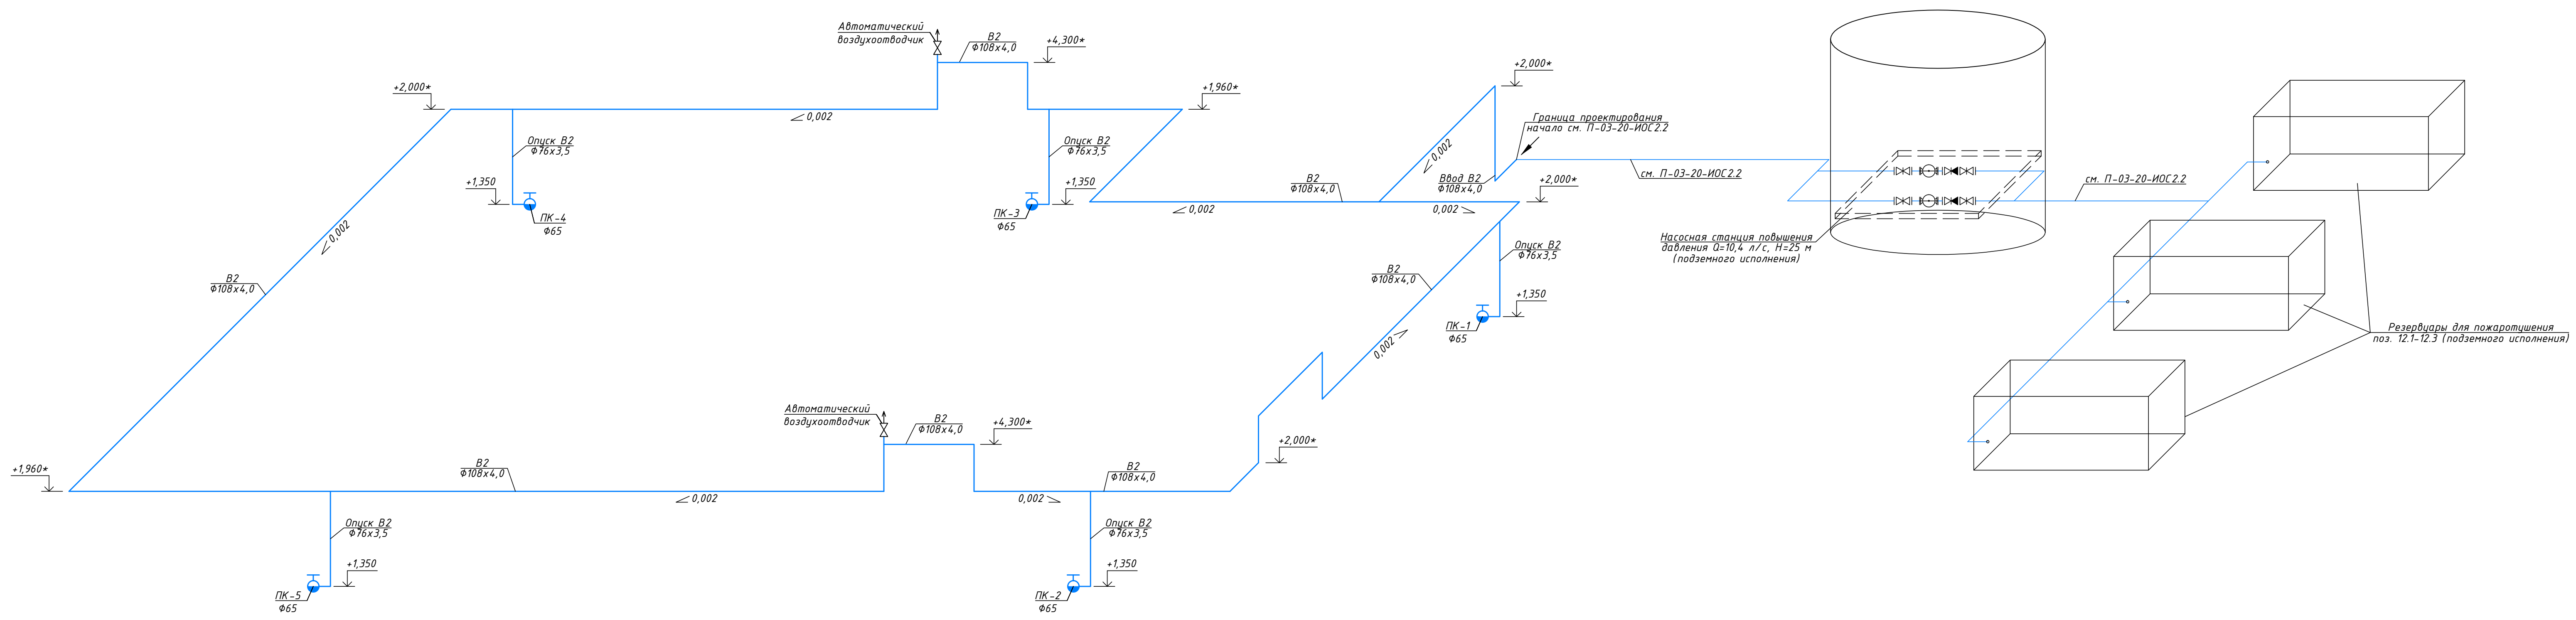 Автоматический
воздухоотводчик
В2
Ф108х4,0
+4,300*
+2,000*
+1,960*
0,002
Опуск В2
Ф76х3,5
+1,350
ПК-4
Ф65
Опуск В2
Ф76х3,5
+1,350
ПК-3
Ф65
+2,000*
0,002
Граница проектирования
начало см. П-03-20-ИОС2.2
Ввод В2
Ф108х4,0
В2
Ф108х4,0
+2,000*
0,002
0,002
см. П-03-20-ИОС2.2
см. П-03-20-ИОС2.2
Насосная станция повышения
давления Q=10,4 л/с, Н=25 м
(подземного исполнения)
Резервуары для пожаротушения
поз. 12.1-12.3 (подземного исполнения)
0,002
В2
Ф108х4,0
Опуск В2
Ф76х3,5
+1,350
ПК-1
Ф65
В2
Ф108х4,0
0,002
Автоматический
воздухоотводчик
В2
Ф108х4,0
+4,300*
+2,000*
+1,960*
В2
Ф108х4,0
0,002
0,002
В2
Ф108х4,0
Опуск В2
Ф76х3,5
+1,350
ПК-5
Ф65
Опуск В2
Ф76х3,5
+1,350
ПК-2
Ф65